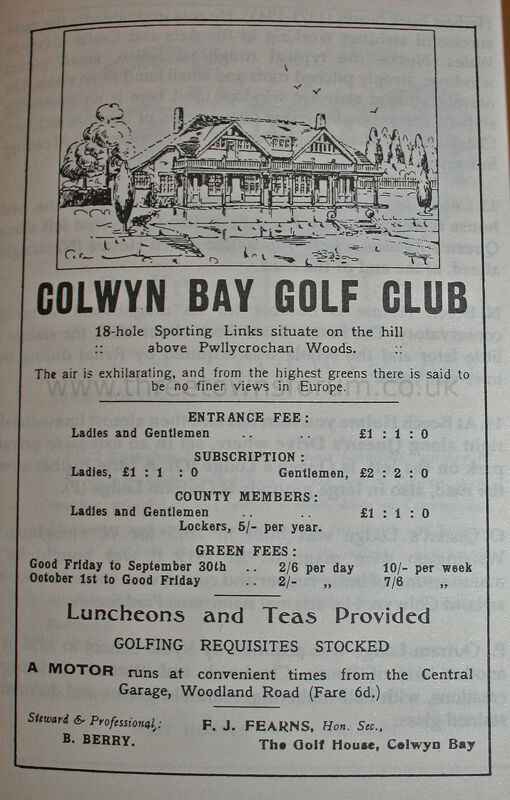 COLWYN BAY GOLF CLUB
18-hole Sporting Links situate on the hill
:: above Pwllycrochan Woods. ::
The air is exhilarating, and from the highest greens there is said to
be no finer views in Europe.
ENTRANCE FEE:
Ladies and Gentlemen .. .. £1 : 1 : 0
SUBSCRIPTION:
Ladies, £1 : 1 : 0 Gentlemen, £2 : 2 : 0
COUNTY MEMBERS:
Ladies and Gentlemen .. .. £1 : 1 : 0
Lockers, 5/- per year.
GREEN FEES:
Good Friday to September 30th .. 2/6 per day 10/- per week
October 1st to Good Friday .. 2/- „ 7/6 „
Luncheons and Teas Provided
GOLFING REQUISITES STOCKED
A MOTOR runs at convenient times from the Central
Garage, Woodland Road (Fare 6d.)
Steward & Professional:
B. BERRY.
F. J. FEARNS, Hon. Sec.,
The Golf House, Colwyn Bay